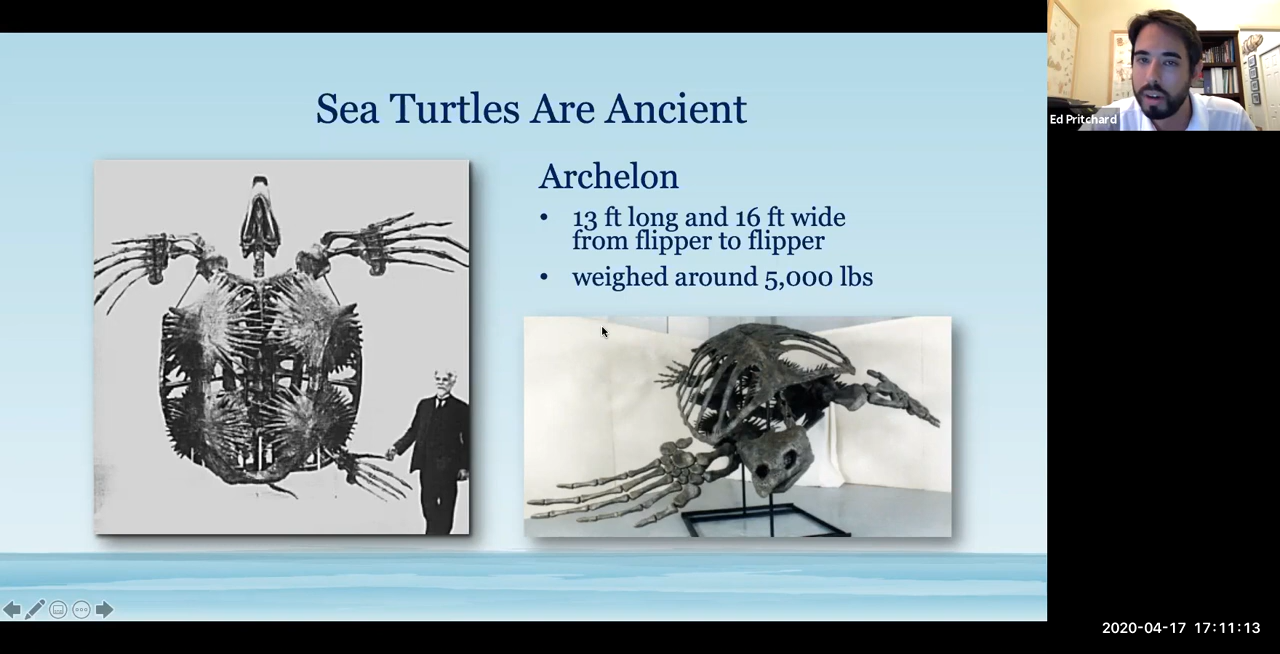 Sea Turtles Are Ancient
Archelon
• 13 ft long and 16 ft wide
from flipper to flipper
• weighed around 5,000 lbs
Ed Pritchard
2020-04-17 17:11:13